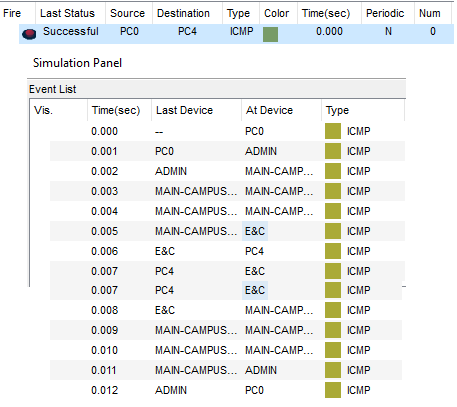 Fire Last Status Source Destination Type Color Time(sec) Periodic Num
Successful PC0 PC4 ICMP 0.000 N 0
Simulation Panel
Event List
Vis. Time(sec) Last Device At Device Type
0.000 -- PC0 ICMP
0.001 PC0 ADMIN ICMP
0.002 ADMIN MAIN-CAMP... ICMP
0.003 MAIN-CAMPUS... MAIN-CAMP... ICMP
0.004 MAIN-CAMPUS... MAIN-CAMP... ICMP
0.005 MAIN-CAMPUS... E&C ICMP
0.006 E&C PC4 ICMP
0.007 PC4 E&C ICMP
0.007 PC4 E&C ICMP
0.008 E&C MAIN-CAMP... ICMP
0.009 MAIN-CAMPUS... MAIN-CAMP... ICMP
0.010 MAIN-CAMPUS... MAIN-CAMP... ICMP
0.011 MAIN-CAMPUS... ADMIN ICMP
0.012 ADMIN PC0 ICMP